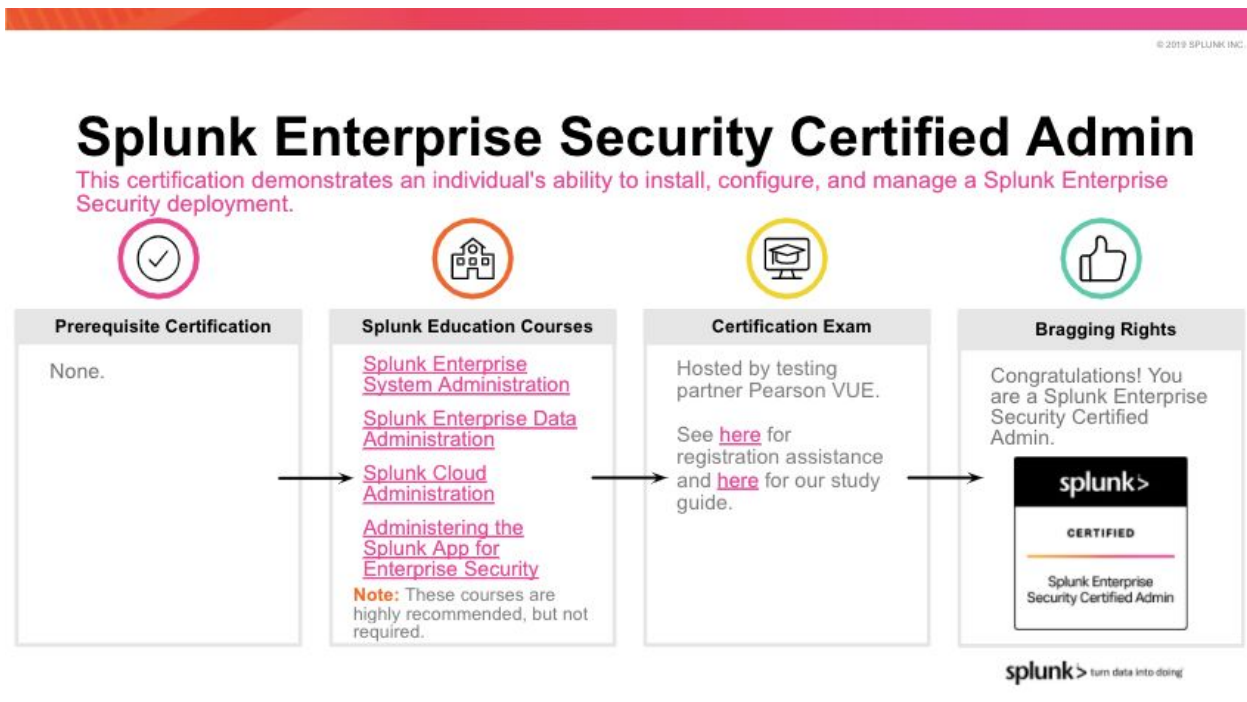 © 2019 SPLUNK INC.
Splunk Enterprise Security Certified Admin
This certification demonstrates an individual's ability to install, configure, and manage a Splunk Enterprise
Security deployment.
Prerequisite Certification
None.
Splunk Education Courses
Splunk Enterprise
System Administration
Splunk Enterprise Data
Administration
Splunk Cloud
Administration
Administering the
Splunk App for
Enterprise Security
Note: These courses are
highly recommended, but not
required.
Certification Exam
Hosted by testing
partner Pearson VUE.
See here for
registration assistance
and here for our study
guide.
Bragging Rights
Congratulations! You
are a Splunk Enterprise
Security Certified
Admin.
splunk>
CERTIFIED
Splunk Enterprise
Security Certified Admin
splunk> turn data into doing